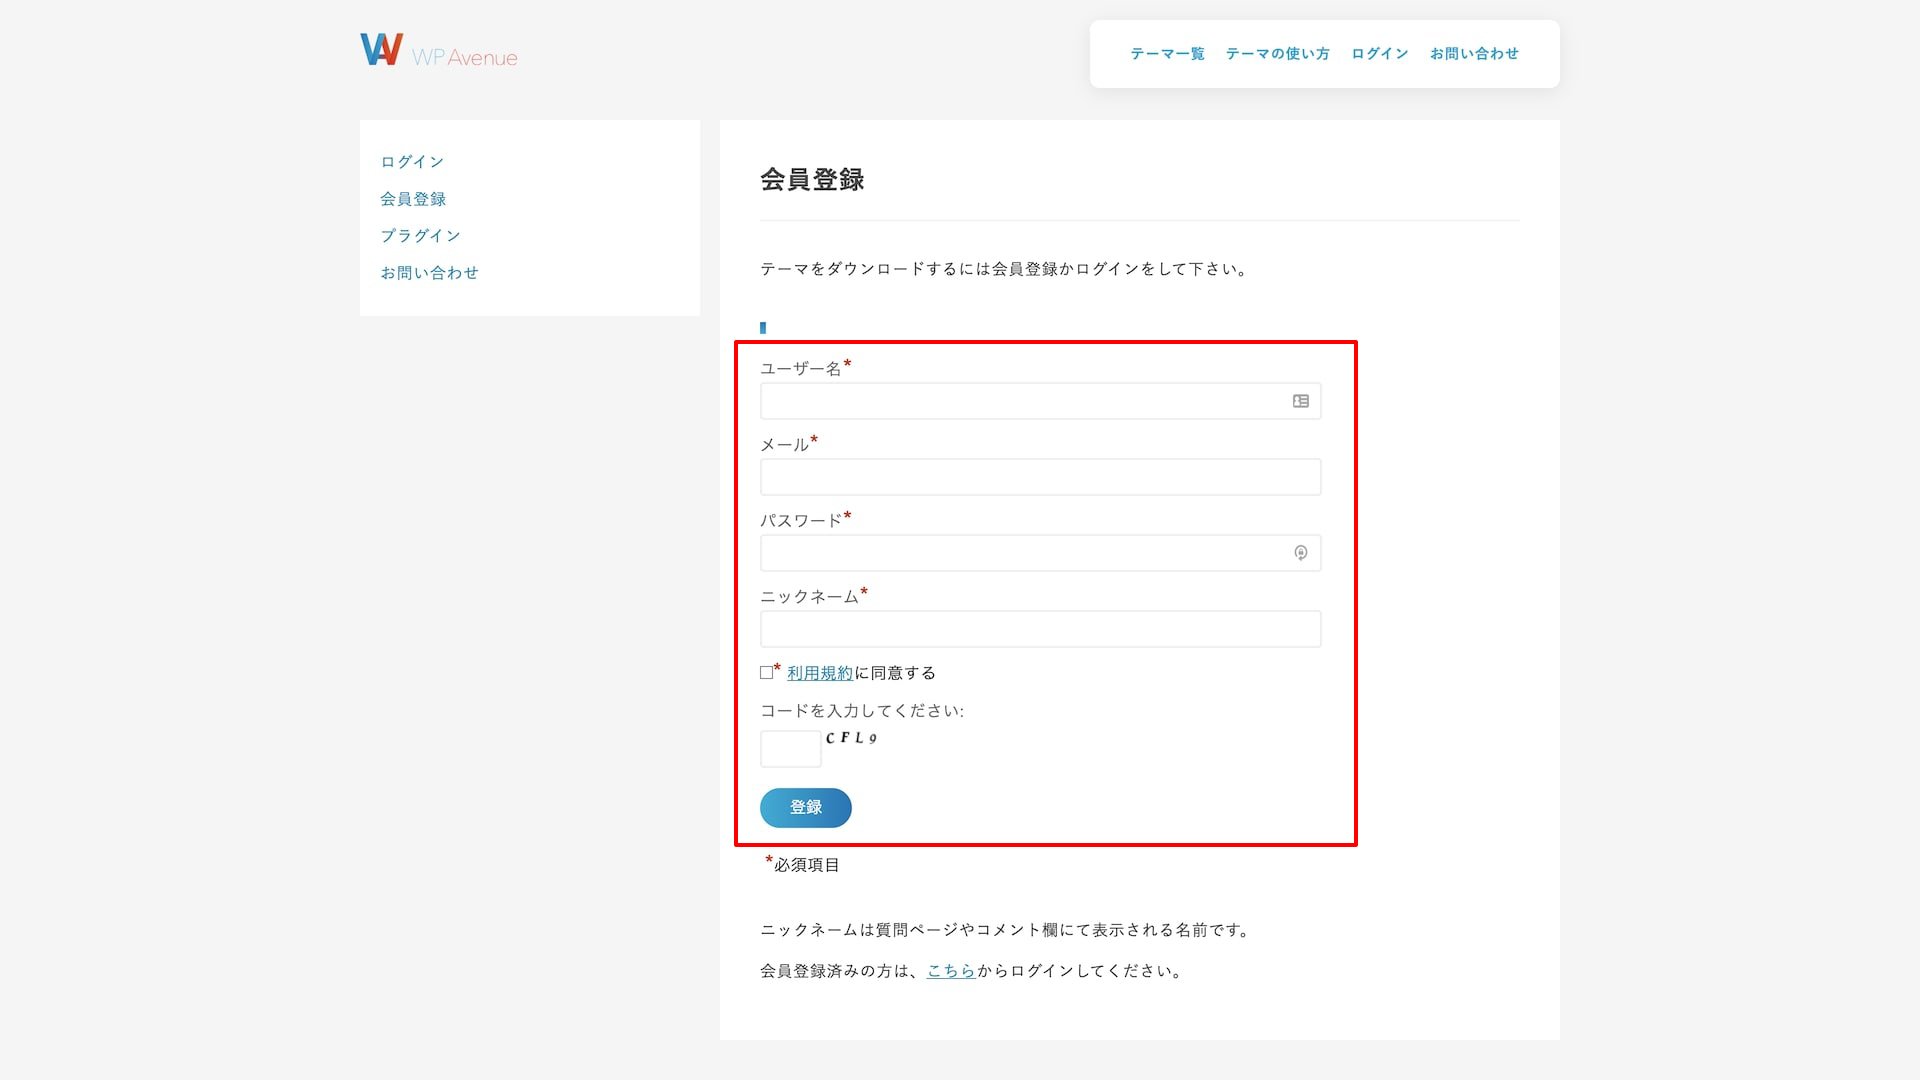 WP Avenue
テーマ一覧 テーマの使い方 ログイン お問い合わせ
ログイン
会員登録
プラグイン
お問い合わせ
会員登録
テーマをダウンロードするには会員登録かログインをして下さい。
ユーザー名*
メール*
パスワード*
ニックネーム*
* 利用規約に同意する
コードを入力してください:
C F L 9
登録
*必須項目
ニックネームは質問ページやコメント欄にて表示される名前です。
会員登録済みの方は、こちらからログインしてください。